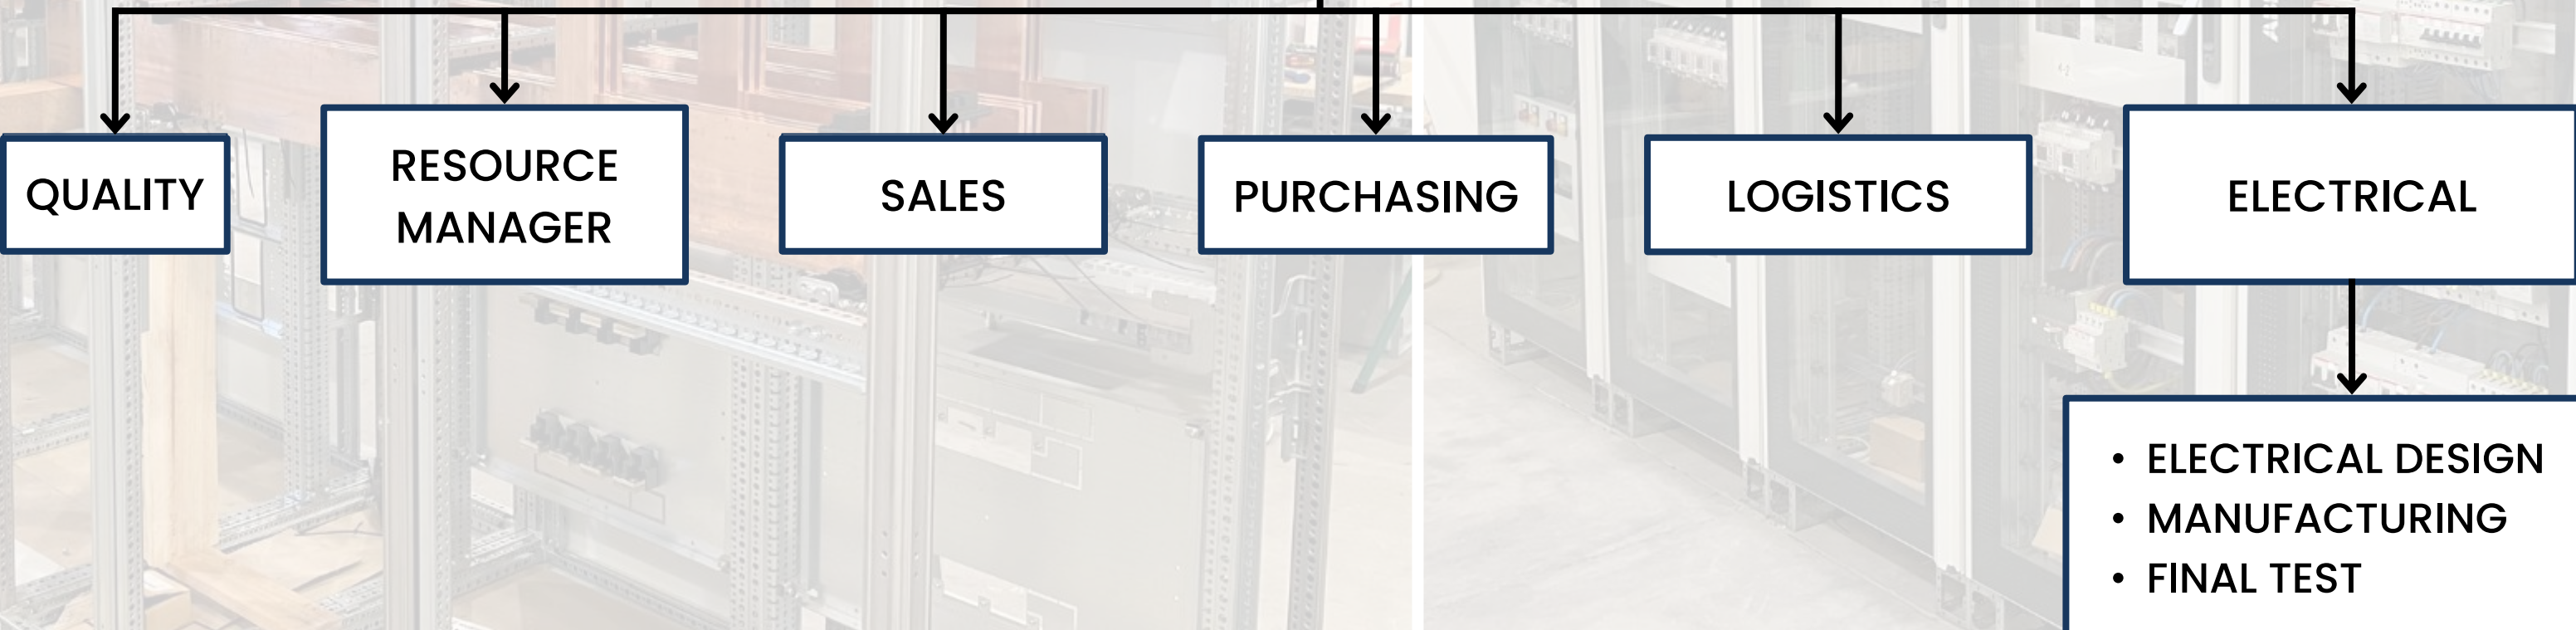 QUALITY
RESOURCE
MANAGER
SALES
PURCHASING
LOGISTICS
ELECTRICAL
• ELECTRICAL DESIGN
• MANUFACTURING
• FINAL TEST